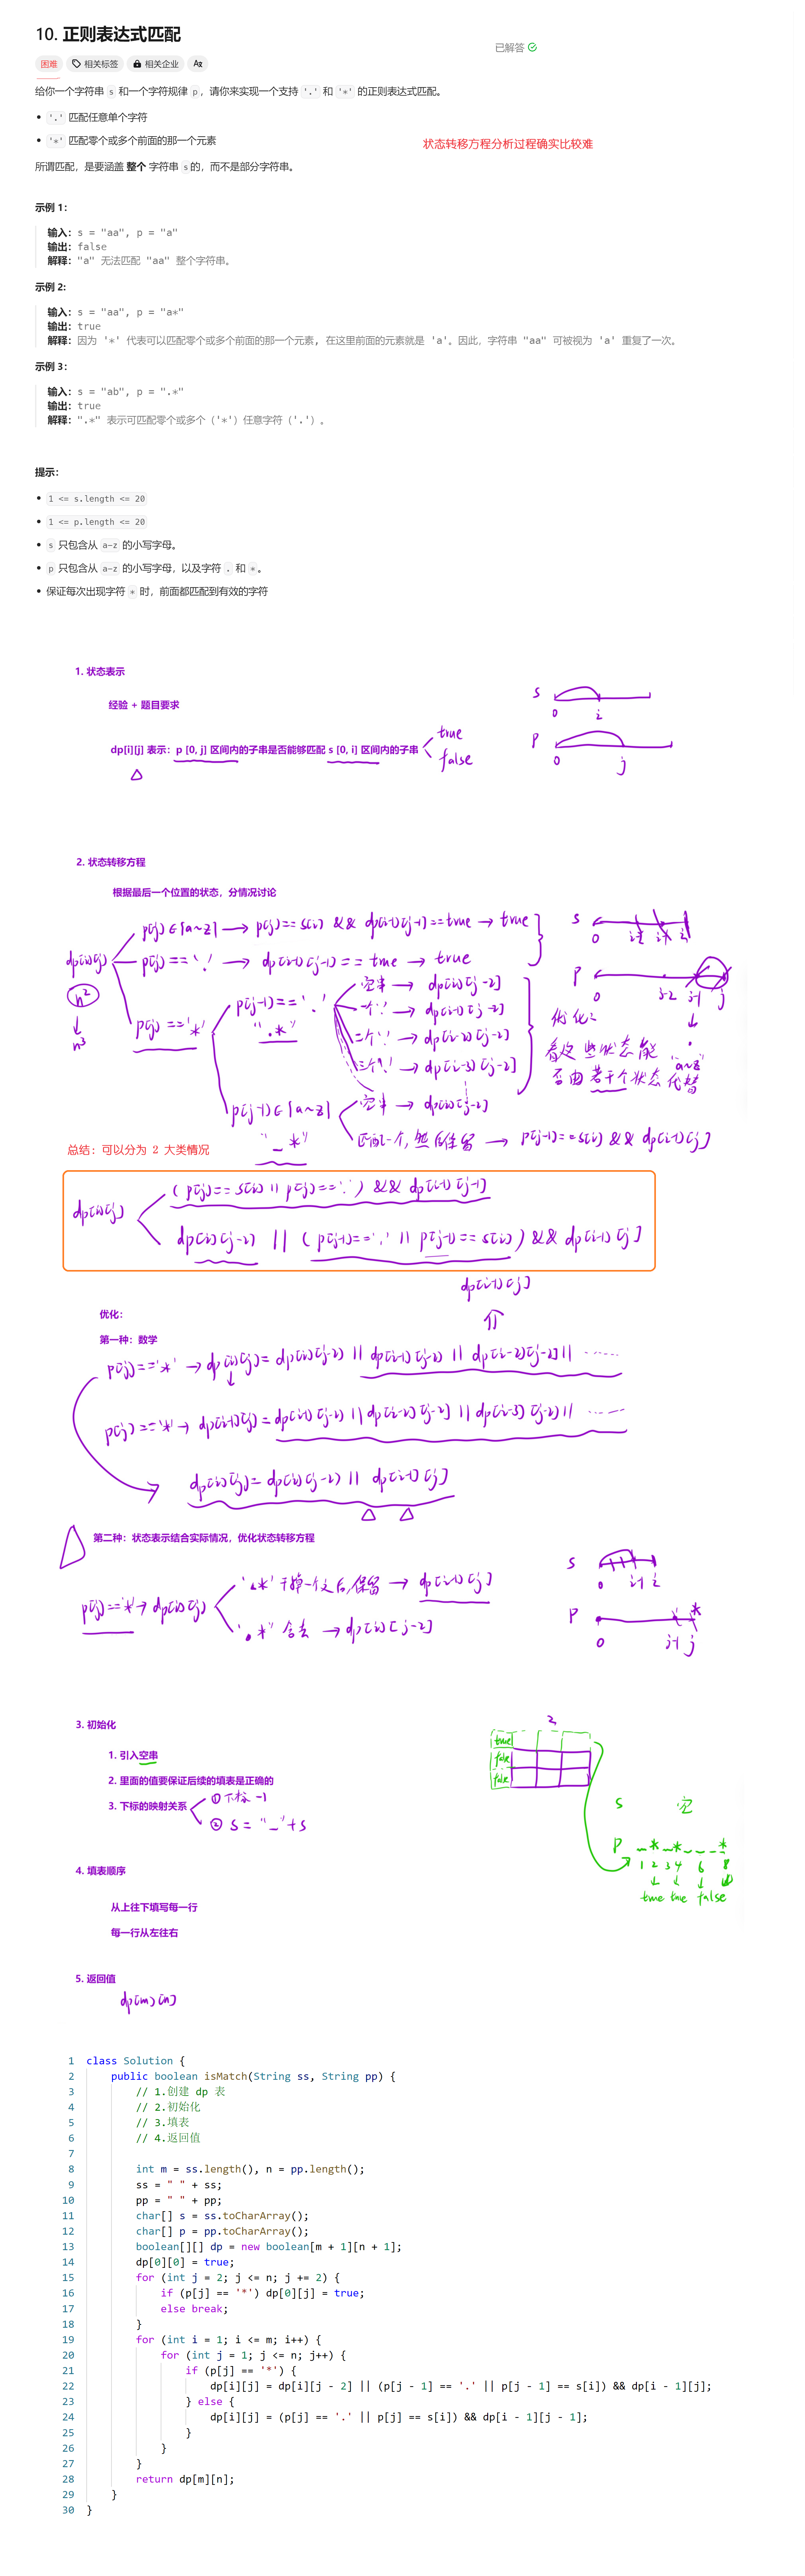 10. 正则表达式匹配
已解答
困难 相关标签 相关企业
给你一个字符串 s 和一个字符规律 p，请你来实现一个支持 '.' 和 '*' 的正则表达式匹配。
• '.' 匹配任意单个字符
• '*' 匹配零个或多个前面的那一个元素
状态转移方程分析过程确实比较难
所谓匹配，是要涵盖 整个 字符串 s 的，而不是部分字符串。
示例 1：
输入：s = "aa", p = "a"
输出：false
解释："a" 无法匹配 "aa" 整个字符串。
示例 2:
输入：s = "aa", p = "a*"
输出：true
解释：因为 '*' 代表可以匹配零个或多个前面的那一个元素, 在这里前面的元素就是 'a'。因此，字符串 "aa" 可被视为 'a' 重复了一次。
示例 3：
输入：s = "ab", p = ".*"
输出：true
解释：".*" 表示可匹配零个或多个（'*'）任意字符（'.'）。
提示：
• 1 <= s.length <= 20
• 1 <= p.length <= 20
• s 只包含从 a-z 的小写字母。
• p 只包含从 a-z 的小写字母，以及字符 . 和 *。
• 保证每次出现字符 * 时，前面都匹配到有效的字符
1. 状态表示
经验 + 题目要求
dp[i][j] 表示：p [0, j] 区间内的子串是否能够匹配 s [0, i] 区间内的子串
true
false
s
0 i
p
0 j
2. 状态转移方程
根据最后一个位置的状态，分情况讨论
dp[i][j]
n²
↓
n³
p[j]∈[a~z] → p[j]==s[i] && dp[i-1][j-1]==true → true
p[j]=='.' → dp[i-1][j-1]==true → true
p[j]=='*'
p[j-1]=='.'
".*"
空串 → dp[i][j-2]
一个'.' → dp[i-1][j-2]
二个'.' → dp[i-2][j-2]
三个'.' → dp[i-3][j-2]
p[j-1]∈[a~z]
"_*"
空串 → dp[i][j-2]
匹配一个,然后保留 → p[j-1]==s[i] && dp[i-1][j]
s
0 i-2 i-1 i
p
0 j-2 j-1 j
"a~z"
优化:
看这些状态能
否由若干个状态代替
总结：可以分为 2 大类情况
dp[i][j]
(p[j]==s[i] || p[j]=='.') && dp[i-1][j-1]
dp[i][j-2] || (p[j-1]=='.' || p[j-1]==s[i]) && dp[i-1][j]
dp[i-1][j]
优化：
第一种：数学
p[j]=='*' → dp[i][j]= dp[i][j-2] || dp[i-1][j-2] || dp[i-2][j-2] || ......
p[j]=='*' → dp[i-1][j]= dp[i-1][j-2] || dp[i-2][j-2] || dp[i-3][j-2] || ......
dp[i][j]= dp[i][j-2] || dp[i-1][j]
第二种：状态表示结合实际情况，优化状态转移方程
p[j]=='*' → dp[i][j]
'.*' 干掉一个之后,保留 → dp[i-1][j]
'.*' 舍去 → dp[i][j-2]
s
0 i-1 i
p
0 j-1 j
3. 初始化
1. 引入空串
2. 里面的值要保证后续的填表是正确的
3. 下标的映射关系
① 下标 -1
② s = "_" + s
true
false
false
s 空
p _*_*_ _ _*
1 2 3 4 6 8
true true false
4. 填表顺序
从上往下填写每一行
每一行从左往右
5. 返回值
dp[m][n]
1 class Solution {
2 public boolean isMatch(String ss, String pp) {
3 // 1.创建 dp 表
4 // 2.初始化
5 // 3.填表
6 // 4.返回值
7
8 int m = ss.length(), n = pp.length();
9 ss = " " + ss;
10 pp = " " + pp;
11 char[] s = ss.toCharArray();
12 char[] p = pp.toCharArray();
13 boolean[][] dp = new boolean[m + 1][n + 1];
14 dp[0][0] = true;
15 for (int j = 2; j <= n; j += 2) {
16 if (p[j] == '*') dp[0][j] = true;
17 else break;
18 }
19 for (int i = 1; i <= m; i++) {
20 for (int j = 1; j <= n; j++) {
21 if (p[j] == '*') {
22 dp[i][j] = dp[i][j - 2] || (p[j - 1] == '.' || p[j - 1] == s[i]) && dp[i - 1][j];
23 } else {
24 dp[i][j] = (p[j] == '.' || p[j] == s[i]) && dp[i - 1][j - 1];
25 }
26 }
27 }
28 return dp[m][n];
29 }
30 }